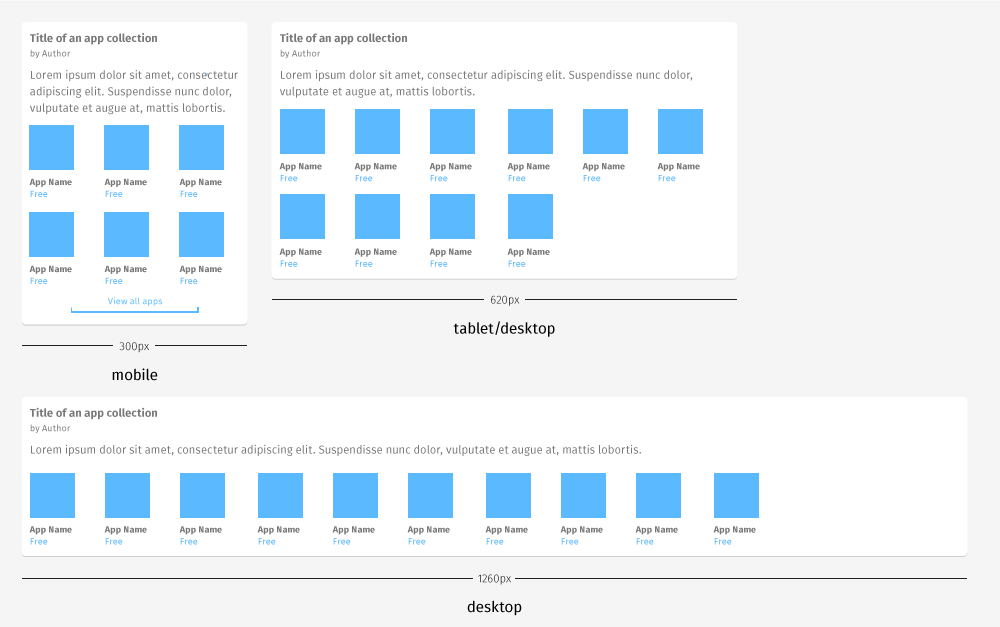 Title of an app collection
by Author
Lorem ipsum dolor sit amet, consectetur
adipiscing elit. Suspendisse nunc dolor,
vulputate et augue at, mattis lobortis.
App Name App Name App Name
Free Free Free
App Name App Name App Name
Free Free Free
View all apps
300px
mobile
Title of an app collection
by Author
Lorem ipsum dolor sit amet, consectetur adipiscing elit. Suspendisse nunc dolor,
vulputate et augue at, mattis lobortis.
App Name App Name App Name App Name App Name App Name
Free Free Free Free Free Free
App Name App Name App Name App Name
Free Free Free Free
620px
tablet/desktop
Title of an app collection
by Author
Lorem ipsum dolor sit amet, consectetur adipiscing elit. Suspendisse nunc dolor, vulputate et augue at, mattis lobortis.
App Name App Name App Name App Name App Name App Name App Name App Name App Name App Name
Free Free Free Free Free Free Free Free Free Free
1260px
desktop